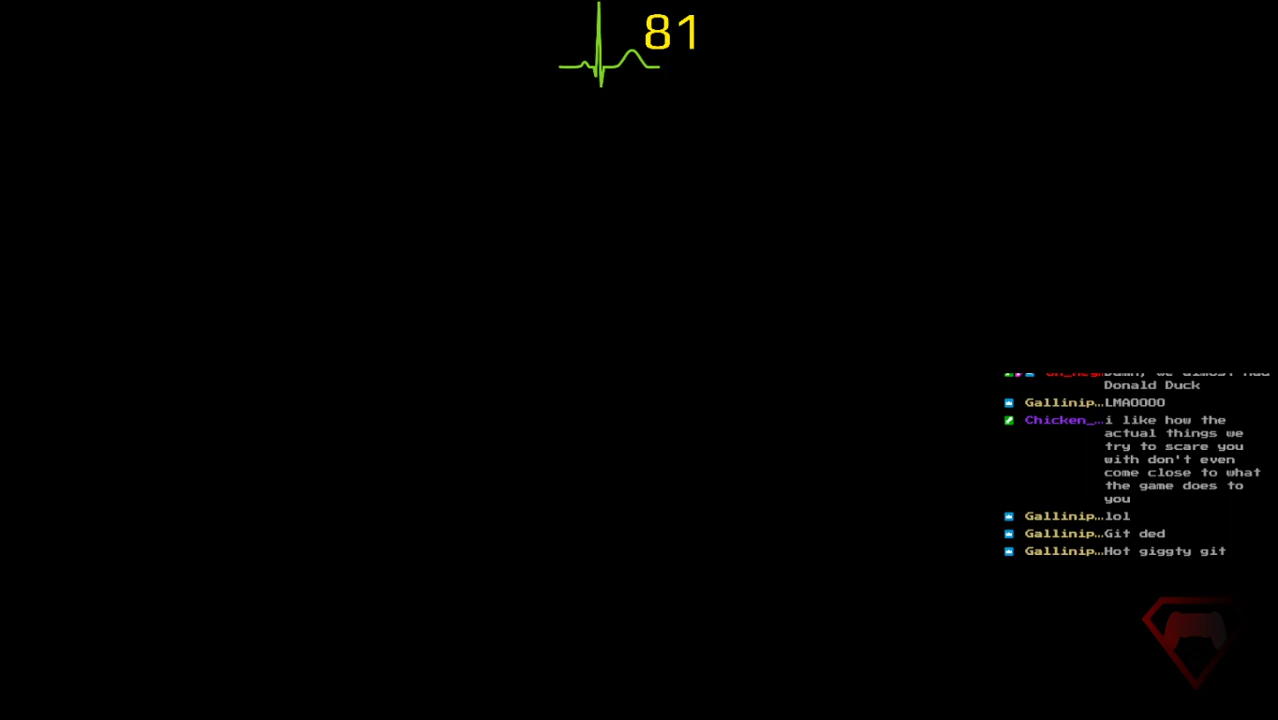 81
Donald Duck
Gallinip…LMAOOOO
Chicken_…i like how the
actual things we
try to scare you
with don't even
come close to what
the game does to
you
Gallinip…lol
Gallinip…Git ded
Gallinip…Hot giggty git